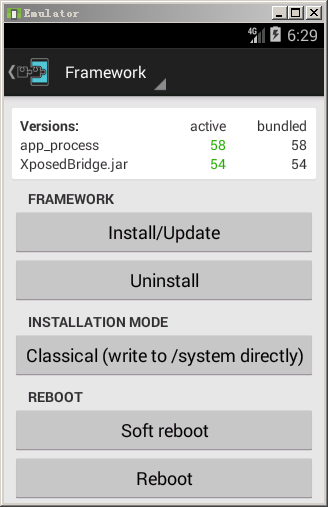 Emulator
4G 6:29
Framework
Versions: active bundled
app_process 58 58
XposedBridge.jar 54 54
FRAMEWORK
Install/Update
Uninstall
INSTALLATION MODE
Classical (write to /system directly)
REBOOT
Soft reboot
Reboot